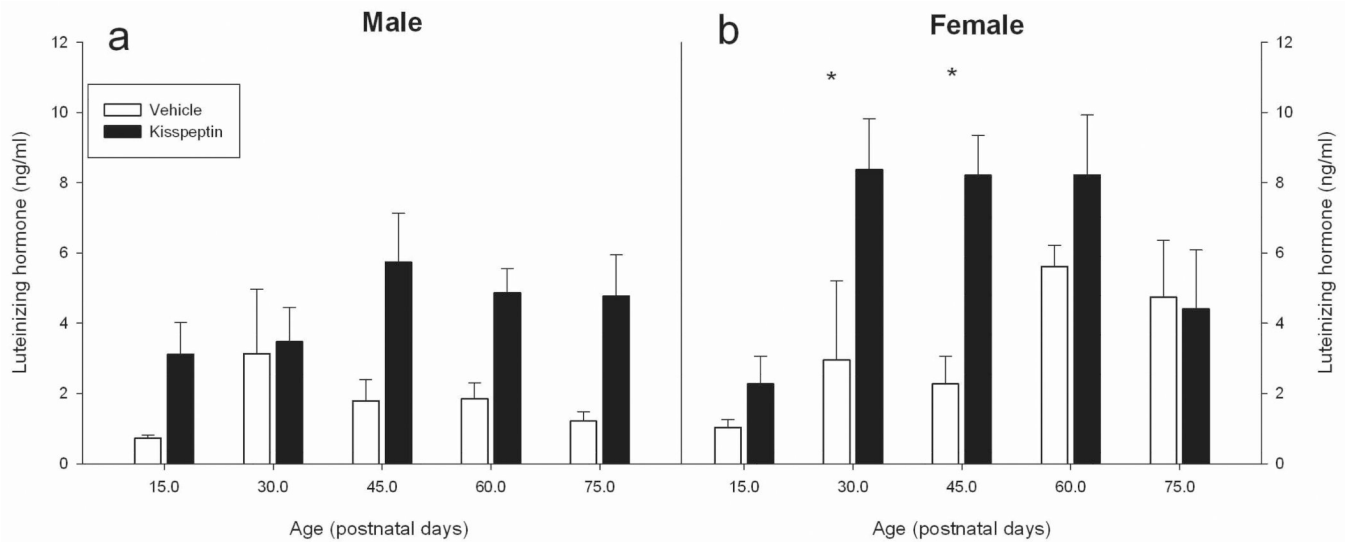 a
Male
b
Female
Vehicle
Kisspeptin
Luteinizing hormone (ng/ml)
12
10
8
6
4
2
0
15.0 30.0 45.0 60.0 75.0
Age (postnatal days)
* *
15.0 30.0 45.0 60.0 75.0
Age (postnatal days)
12
10
8
6
4
2
0
Luteinizing hormone (ng/ml)